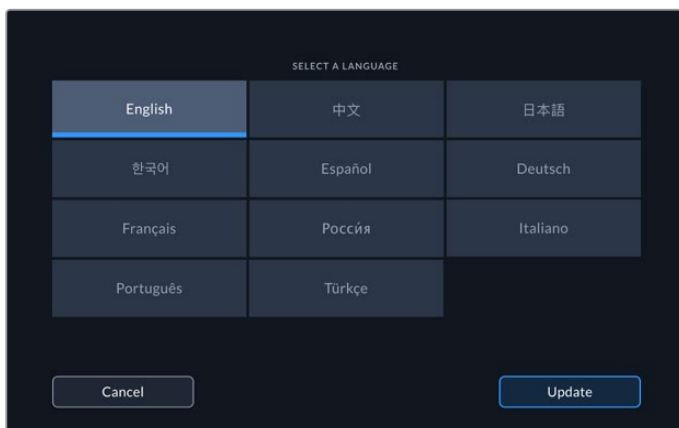 SELECT A LANGUAGE
English 中文 日本語
한국어 Español Deutsch
Français Росси́я Italiano
Português Türkçe
Cancel Update